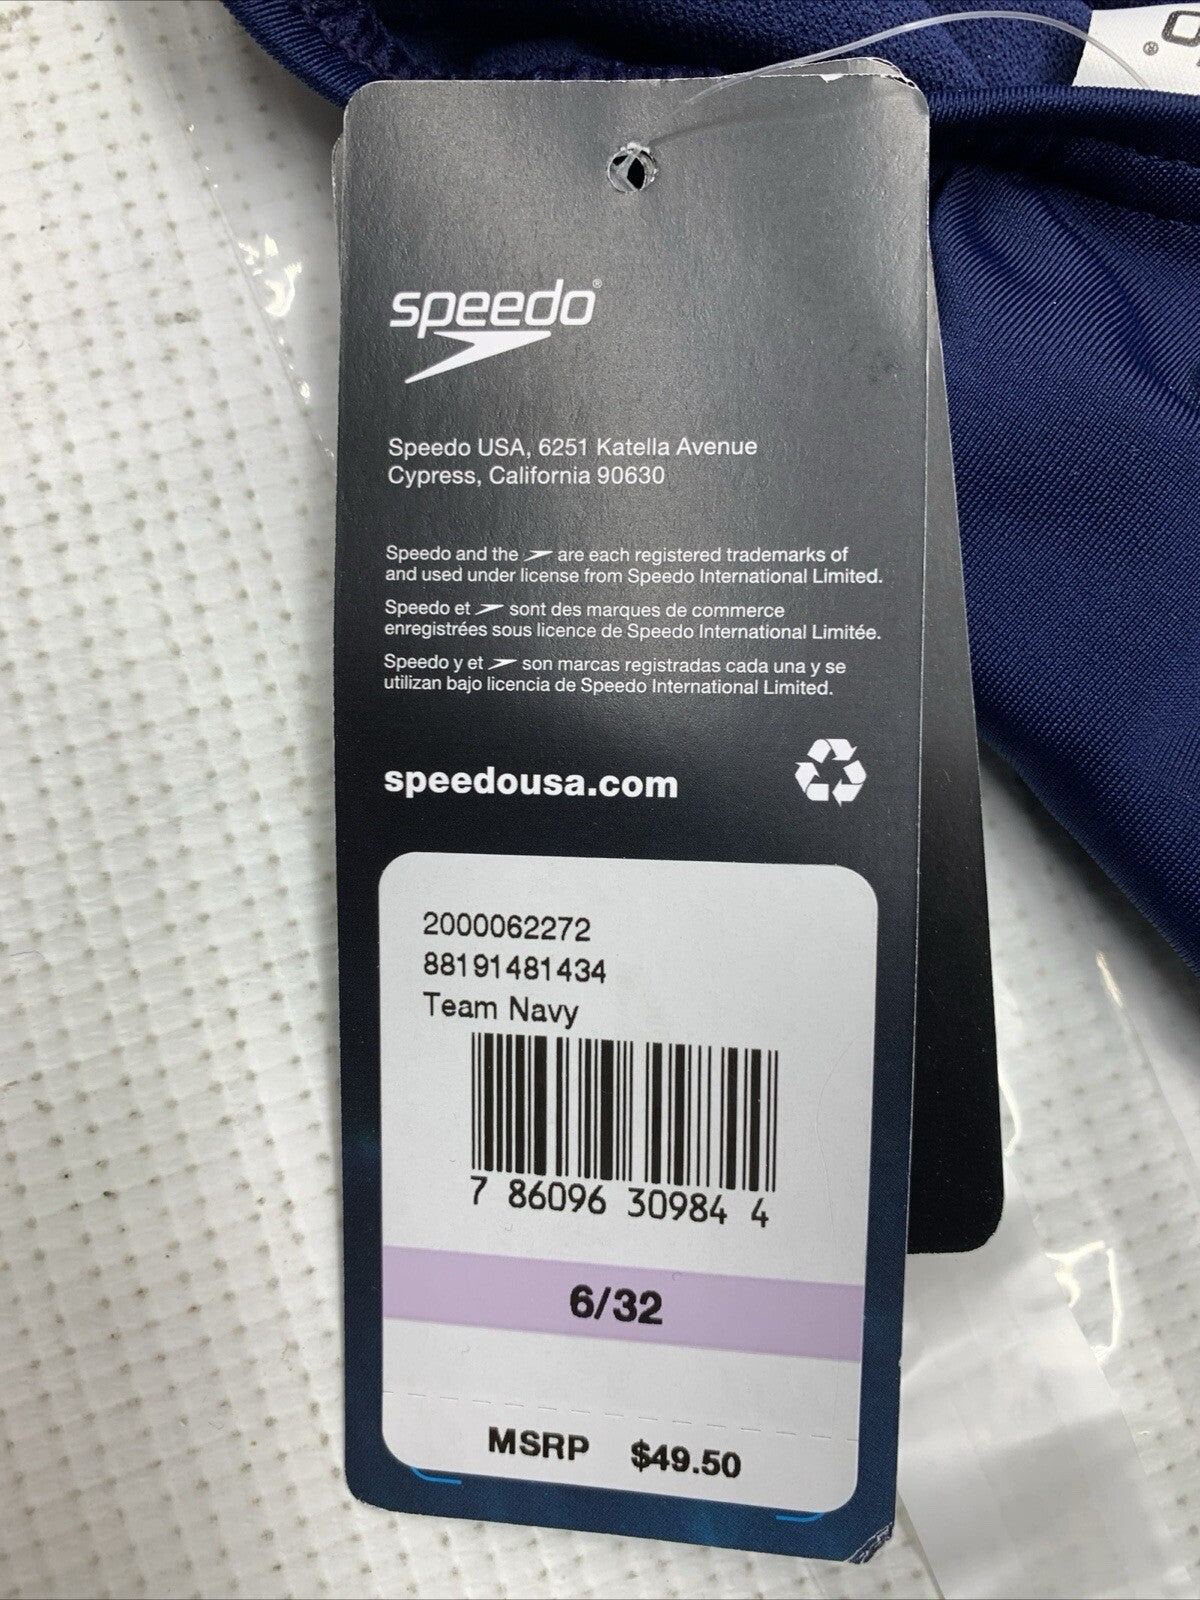 speedo®
Speedo USA, 6251 Katella Avenue
Cypress, California 90630
Speedo and the are each registered trademarks of
and used under license from Speedo International Limited.
Speedo et sont des marques de commerce
enregistrées sous licence de Speedo International Limitée.
Speedo y et son marcas registradas cada una y se
utilizan bajo licencia de Speedo International Limited.
speedousa.com
2000062272
88191481434
Team Navy
7 86096 30984 4
6/32
MSRP $49.50